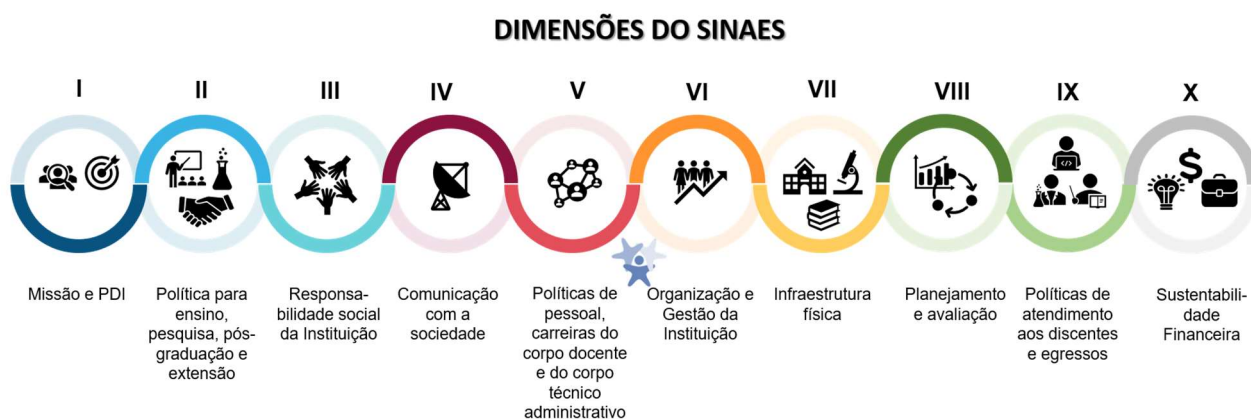 DIMENSÕES DO SINAES
I
II
III
IV
V
VI
VII
VIII
IX
X
Missão e PDI
Política para
ensino,
pesquisa, pós-
graduação e
extensão
Responsa-
bilidade social
da Instituição
Comunicação
com a
sociedade
Políticas de
pessoal,
carreiras do
corpo docente
e do corpo
técnico
administrativo
Organização e
Gestão da
Instituição
Infraestrutura
física
Planejamento
e avaliação
Políticas de
atendimento
aos discentes
e egressos
Sustentabili-
dade
Financeira